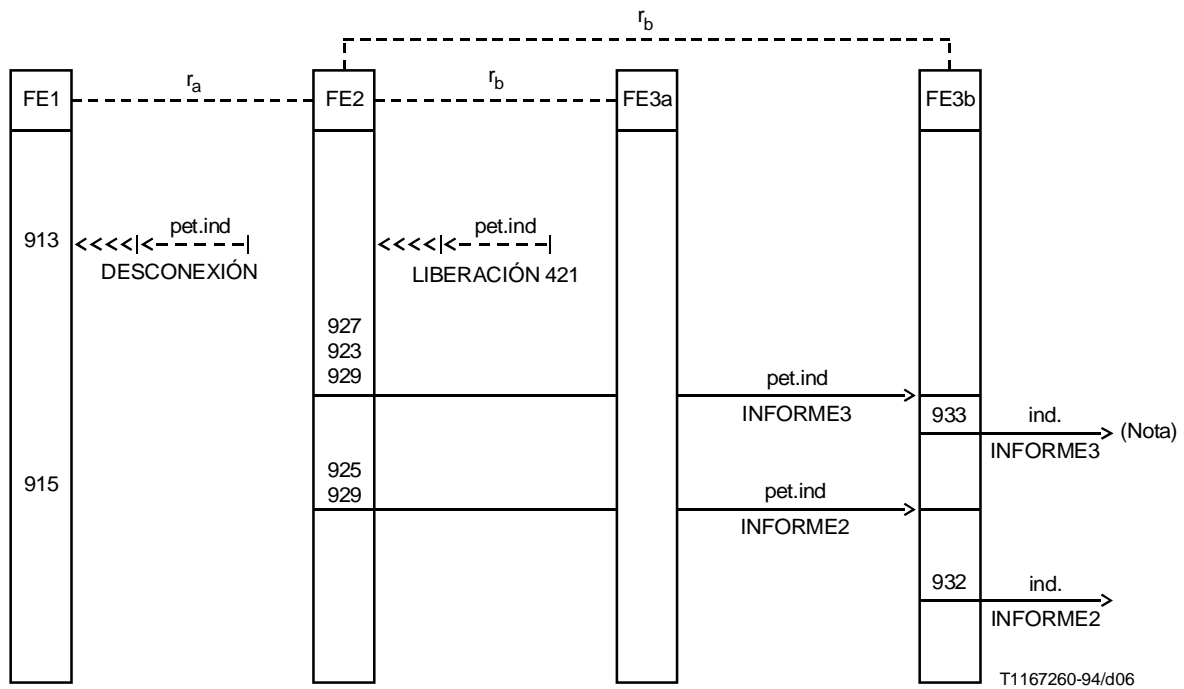 r_b
r_a
r_b
FE1
FE2
FE3a
FE3b
913
pet.ind
DESCONEXIÓN
pet.ind
LIBERACIÓN 421
927
923
929
pet.ind
INFORME3
933
ind.
(Nota)
INFORME3
915
925
929
pet.ind
INFORME2
932
ind.
INFORME2
T1167260-94/d06